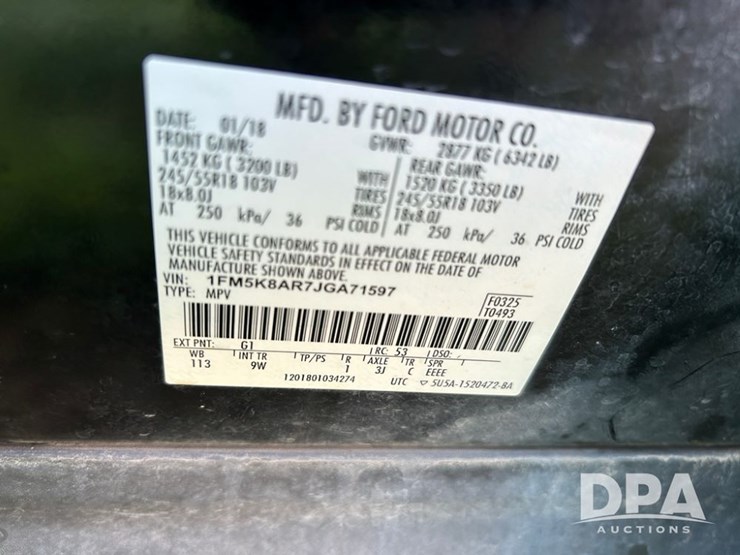 MFD. BY FORD MOTOR CO.
DATE: 01/18 GVWR: 2877 KG ( 6342 LB)
FRONT GAWR: REAR GAWR:
1452 KG ( 3200 LB) WITH 1520 KG ( 3350 LB) WITH
245/55R18 103V TIRES 245/55R18 103V TIRES
18x8.0J RIMS 18x8.0J RIMS
AT 250 kPa/ 36 PSI COLD AT 250 kPa/ 36 PSI COLD
THIS VEHICLE CONFORMS TO ALL APPLICABLE FEDERAL MOTOR
VEHICLE SAFETY STANDARDS IN EFFECT ON THE DATE OF
MANUFACTURE SHOWN ABOVE.
VIN: 1FM5K8AR7JGA71597
TYPE: MPV
F0325
T0493
EXT PNT: G1 RC: 53 DSO:
WB INT TR TP/PS R AXLE TR SPR
113 9W 1 3J C EEEE
1201801034274 UTC ▽ 5U5A-1520472-BA
DPA
AUCTIONS